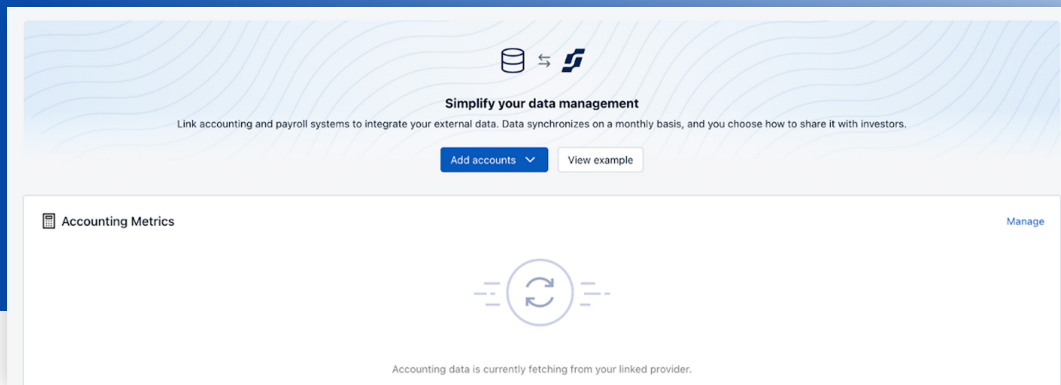 Simplify your data management
Link accounting and payroll systems to integrate your external data. Data synchronizes on a monthly basis, and you choose how to share it with investors.
Add accounts
View example
Accounting Metrics
Manage
Accounting data is currently fetching from your linked provider.